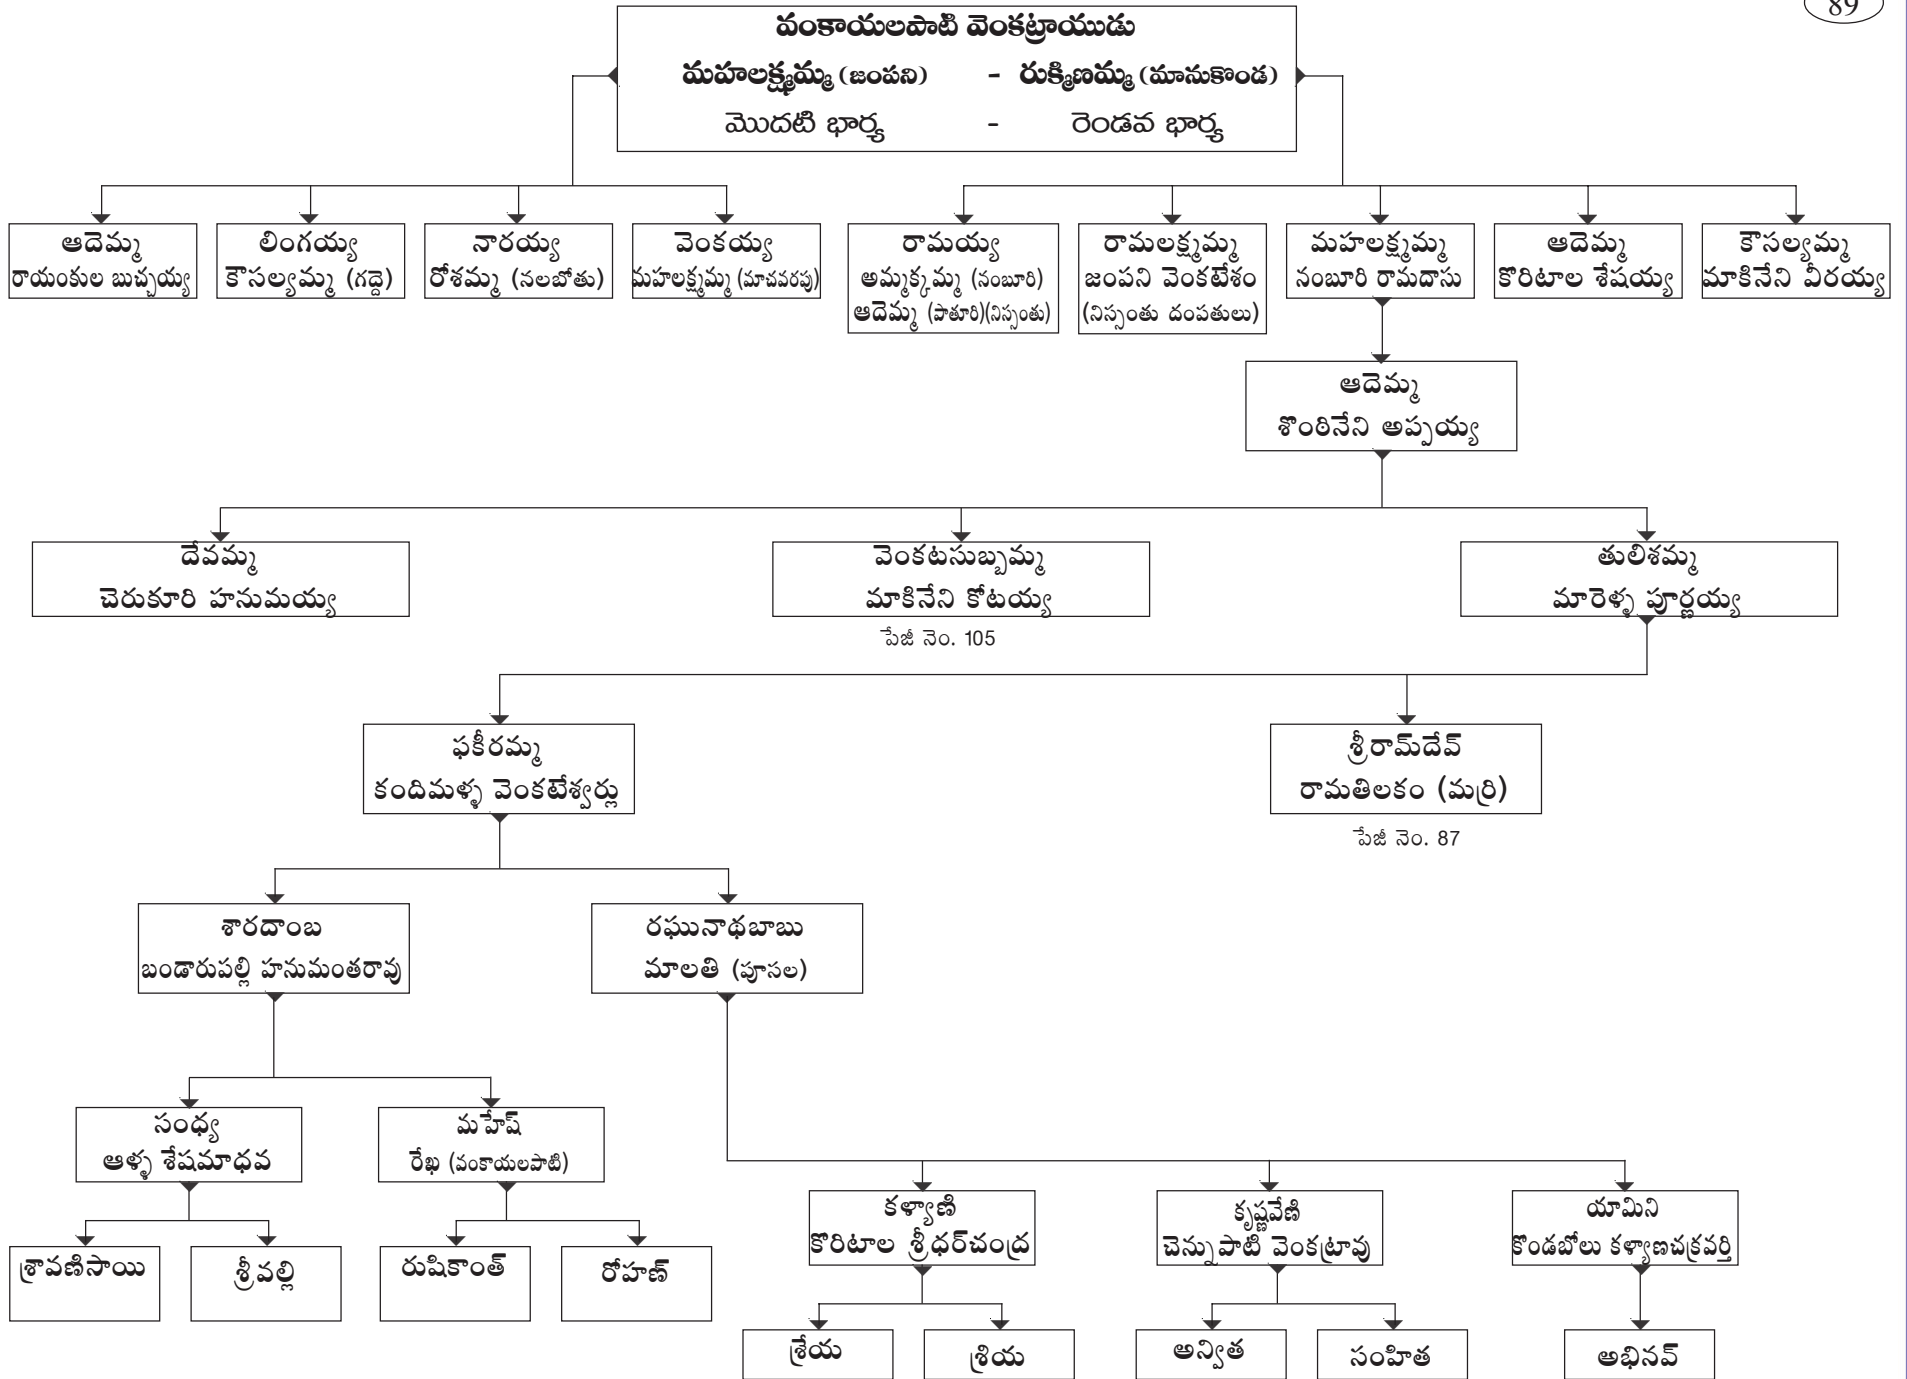 89
వంకాయలపాటి వెంకట్రాయుడు
మహలక్ష్మమ్మ (జంపని) - రుక్మిణమ్మ (మానుకొండ)
మొదటి భార్య - రెండవ భార్య
ఆదెమ్మ
రాయంకుల బుచ్చయ్య
లింగయ్య
కౌసల్యమ్మ (గద్దె)
నారయ్య
రోశమ్మ (నలబోతు)
వెంకయ్య
మహలక్ష్మమ్మ (మాచవరపు)
రామయ్య
అమ్మక్కమ్మ (నంబూరి)
ఆదెమ్మ (పాతూరి)(నిస్సంతు)
రామలక్ష్మమ్మ
జంపని వెంకటేశం
(నిస్సంతు దంపతులు)
మహలక్ష్మమ్మ
నంబూరి రామదాసు
ఆదెమ్మ
కొరిటాల శేషయ్య
కౌసల్యమ్మ
మాకినేని వీరయ్య
ఆదెమ్మ
శొంఠినేని అప్పయ్య
దేవమ్మ
చెరుకూరి హనుమయ్య
వెంకటసుబ్బమ్మ
మాకినేని కోటయ్య
పేజీ నెం. 105
తులిశమ్మ
మారెళ్ళ పూర్ణయ్య
ఫకీరమ్మ
కందిమళ్ళ వెంకటేశ్వర్లు
శ్రీరామ్‌దేవ్
రామతిలకం (మర్రి)
పేజీ నెం. 87
శారదాంబ
బండారుపల్లి హనుమంతరావు
రఘునాథబాబు
మాలతి (పూసల)
సంధ్య
ఆళ్ళ శేషమాధవ
మహేష్
రేఖ (వంకాయలపాటి)
కళ్యాణి
కొరిటాల శ్రీధర్‌చంద్ర
కృష్ణవేణి
చెన్నుపాటి వెంకట్రావు
యామిని
కొండబోలు కళ్యాణచక్రవర్తి
శ్రావణిసాయి
శ్రీవల్లి
రుషికాంత్
రోహణ్
శ్రేయ
శ్రియ
అన్విత
సంహిత
అభినవ్